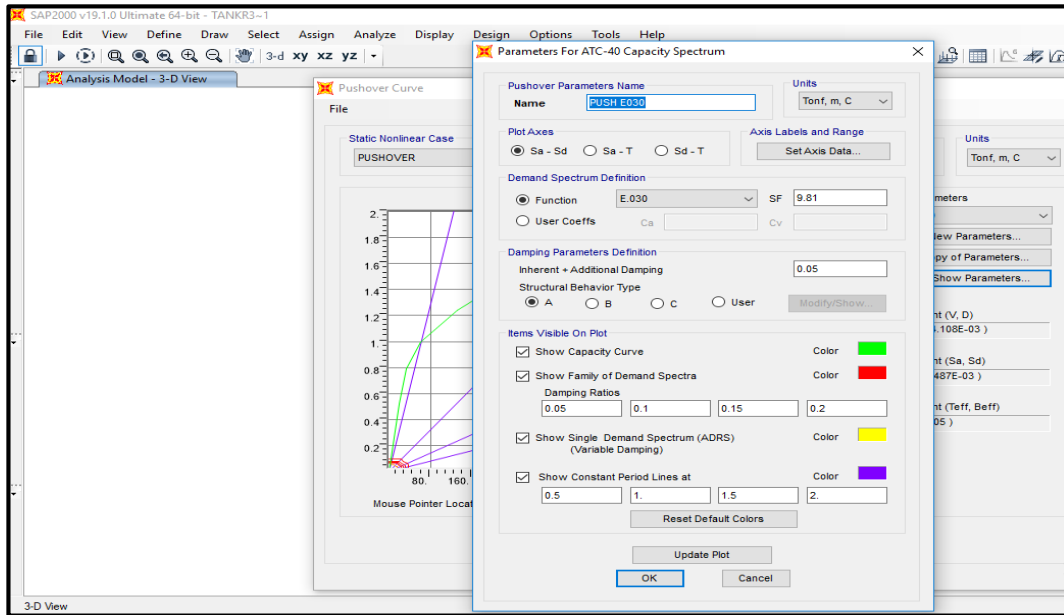 SAP2000 v19.1.0 Ultimate 64-bit - TANKR3~1
File Edit View Define Draw Select Assign Analyze Display Design Options Tools Help
3-d xy xz yz
Analysis Model - 3-D View
Pushover Curve
File
Static Nonlinear Case
PUSHOVER
Units
Tonf, m, C
2.
1.8
1.6
1.4
1.2
1.
0.8
0.6
0.4
0.2
80. 160.
Mouse Pointer Locat
meters
New Parameters...
opy of Parameters...
Show Parameters...
nt (V, D)
.108E-03 )
nt (Sa, Sd)
487E-03 )
nt (Teff, Beff)
05 )
Parameters For ATC-40 Capacity Spectrum
Pushover Parameters Name
Name PUSH E030
Units
Tonf, m, C
Plot Axes
Sa - Sd Sa - T Sd - T
Axis Labels and Range
Set Axis Data...
Demand Spectrum Definition
Function E.030 SF 9.81
User Coeffs Ca Cv
Damping Parameters Definition
Inherent + Additional Damping 0.05
Structural Behavior Type
A B C User Modify/Show...
Items Visible On Plot
Show Capacity Curve Color
Show Family of Demand Spectra Color
Damping Ratios
0.05 0.1 0.15 0.2
Show Single Demand Spectrum (ADRS) Color
(Variable Damping)
Show Constant Period Lines at Color
0.5 1. 1.5 2.
Reset Default Colors
Update Plot
OK Cancel
3-D View